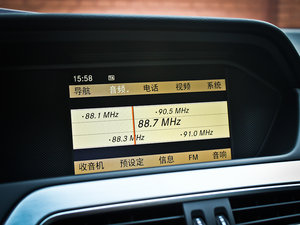 15:58
导航 音频 电话 视频 系统
·88.1 MHz ·90.5 MHz
88.7 MHz
·88.3 MHz ·91.0 MHz
收音机 预设定 信息 FM 音响